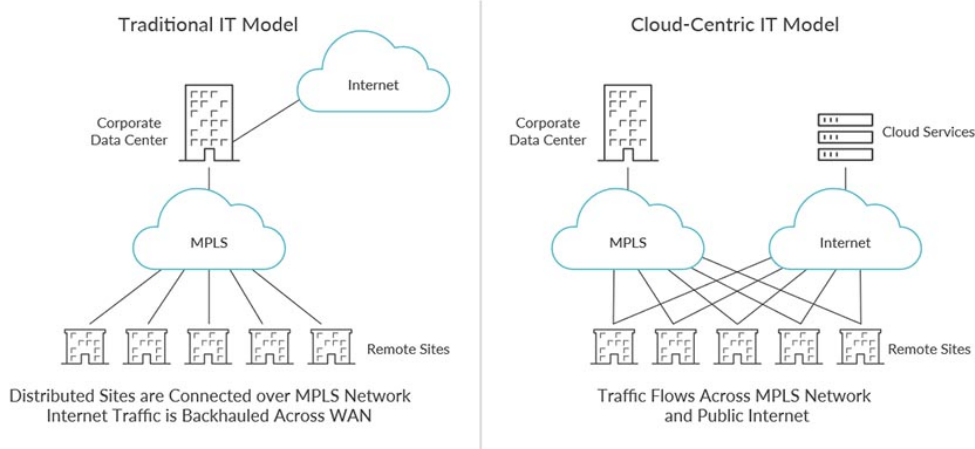 Traditional IT Model
Internet
Corporate
Data Center
MPLS
Remote Sites
Distributed Sites are Connected over MPLS Network
Internet Traffic is Backhauled Across WAN
Cloud-Centric IT Model
Corporate
Data Center
Cloud Services
MPLS
Internet
Remote Sites
Traffic Flows Across MPLS Network
and Public Internet